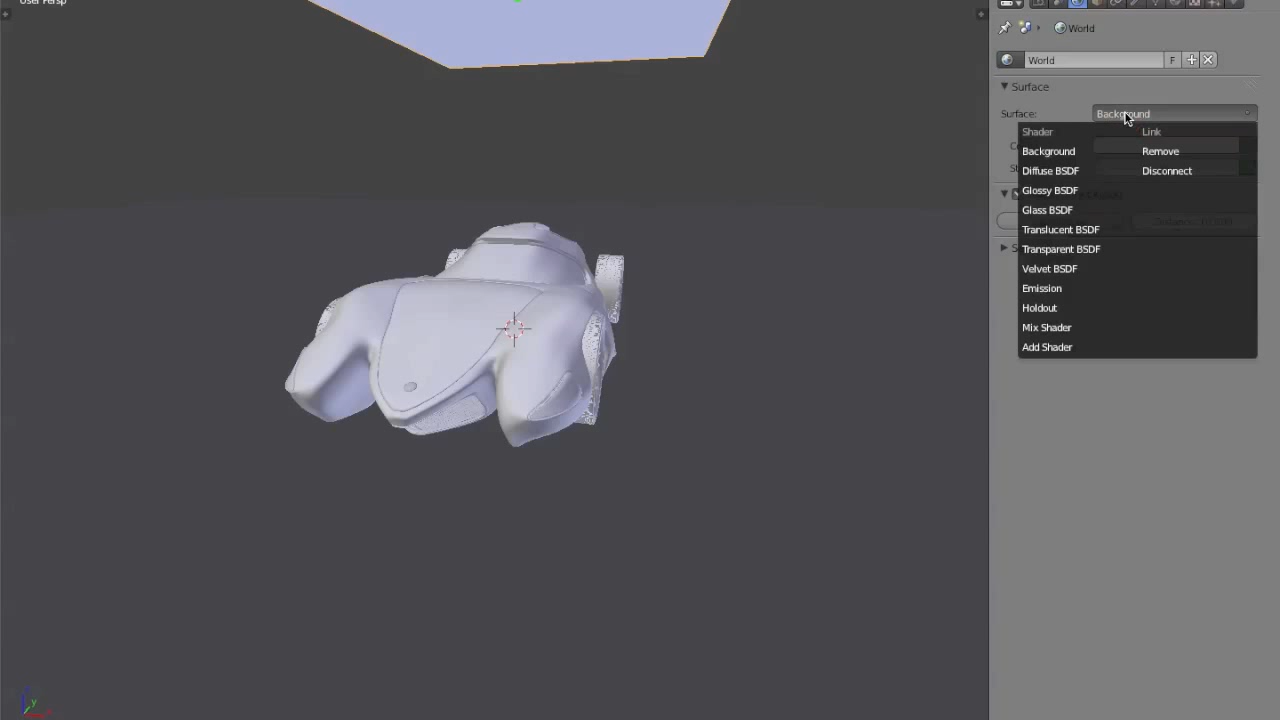 User Persp
World
World F
Surface
Surface: Background
Shader Link
Background Remove
Diffuse BSDF Disconnect
Glossy BSDF
Glass BSDF
Translucent BSDF
Transparent BSDF
Velvet BSDF
Emission
Holdout
Mix Shader
Add Shader
y